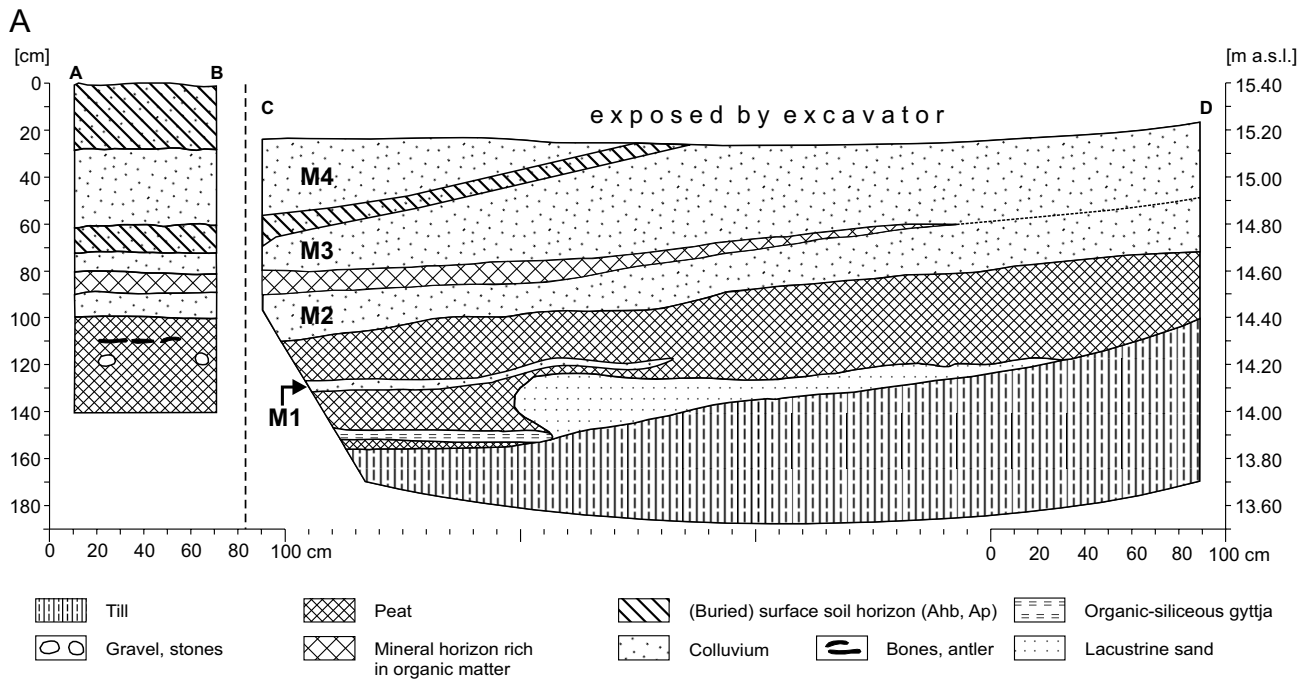 A
[cm]
[m a.s.l.]
A
B
C
exposed by excavator
D
0
20
40
60
80
100
120
140
160
180
15.40
15.20
15.00
14.80
14.60
14.40
14.20
14.00
13.80
13.60
M4
M3
M2
M1
0 20 40 60 80 100 cm
0 20 40 60 80 100 cm
Till
Peat
(Buried) surface soil horizon (Ahb, Ap)
Organic-siliceous gyttja
Gravel, stones
Mineral horizon rich
in organic matter
Colluvium
Bones, antler
Lacustrine sand